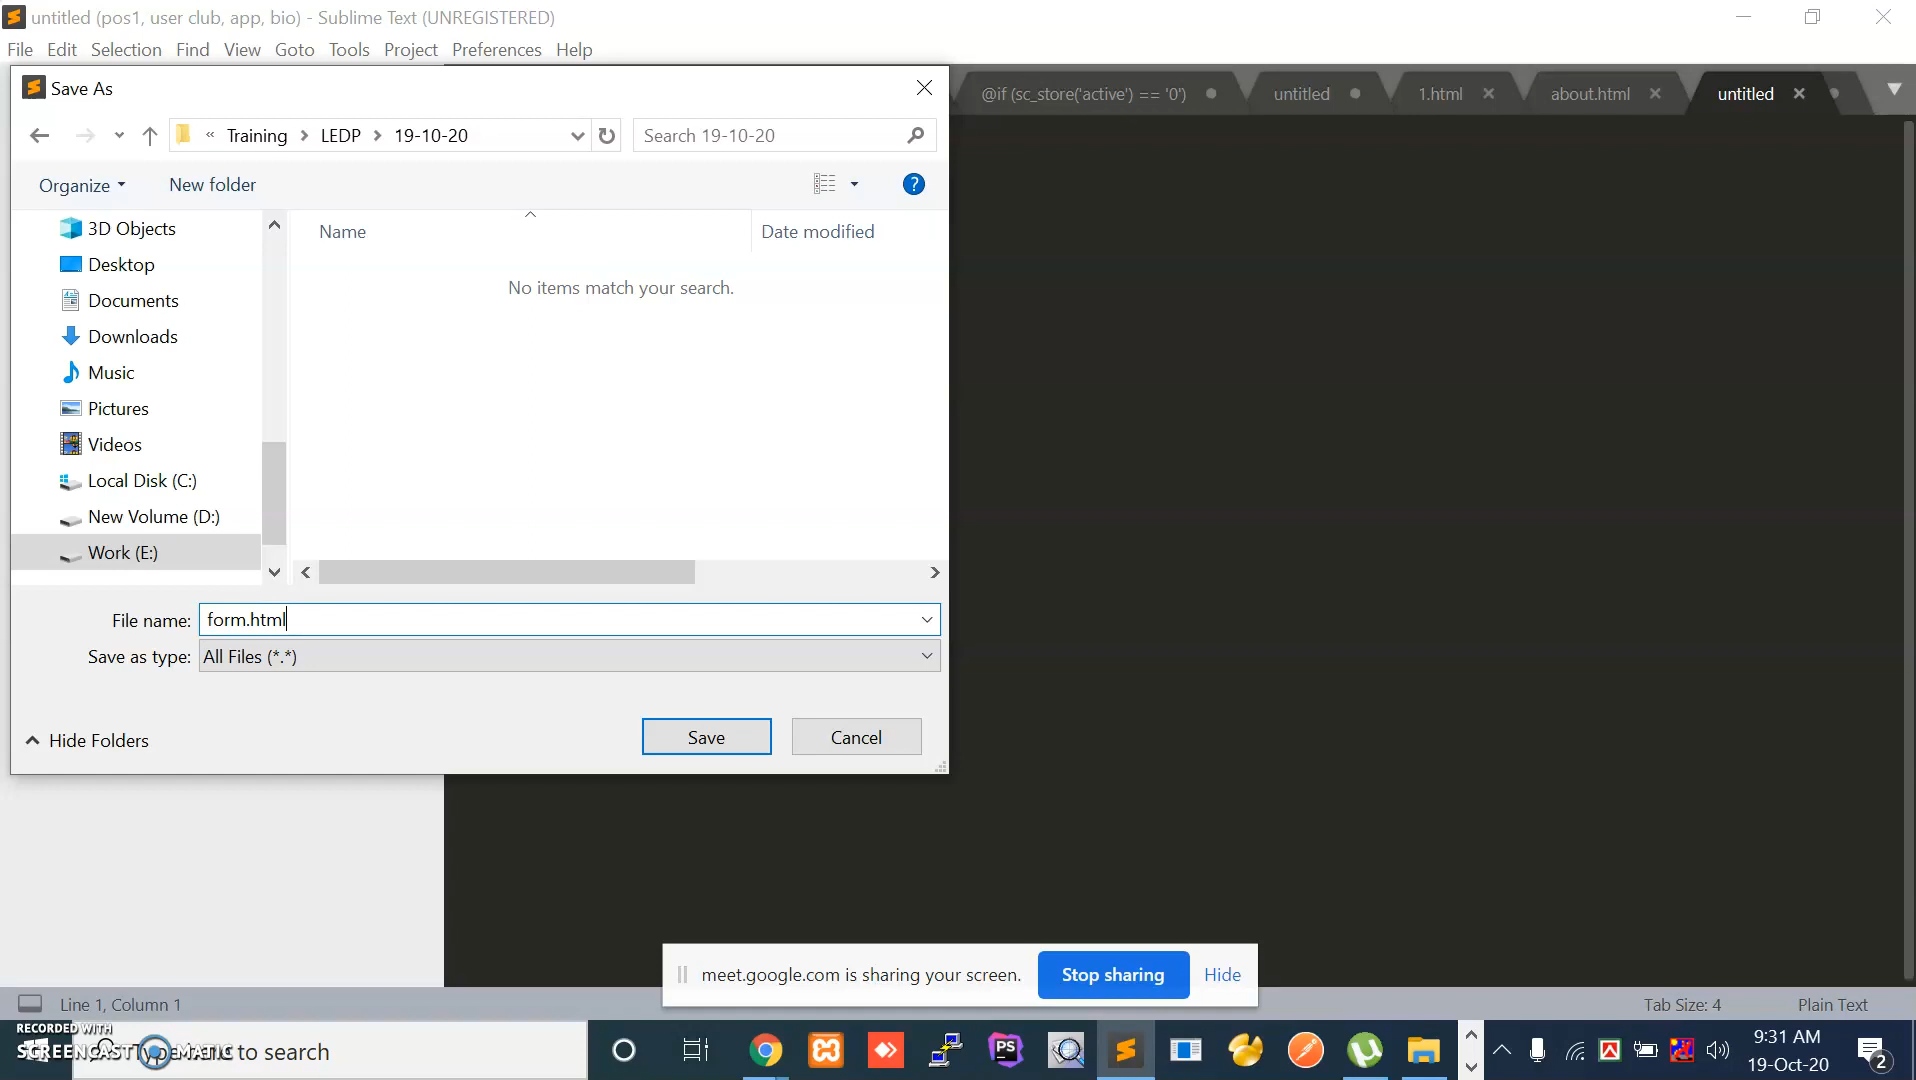 untitled (pos1, user club, app, bio) - Sublime Text (UNREGISTERED)
File Edit Selection Find View Goto Tools Project Preferences Help
Save As
@if (sc_store('active') == '0')
untitled
1.html
about.html
untitled
« Training > LEDP > 19-10-20
Search 19-10-20
Organize
New folder
?
Name
Date modified
3D Objects
Desktop
Documents
Downloads
Music
Pictures
Videos
Local Disk (C:)
New Volume (D:)
Work (E:)
No items match your search.
File name: form.html
Save as type: All Files (*.*)
Hide Folders
Save
Cancel
meet.google.com is sharing your screen.
Stop sharing
Hide
Line 1, Column 1
Tab Size: 4
Plain Text
RECORDED WITH
SCREENCAST MATIC
Type here to search
PS
9:31 AM
19-Oct-20
2